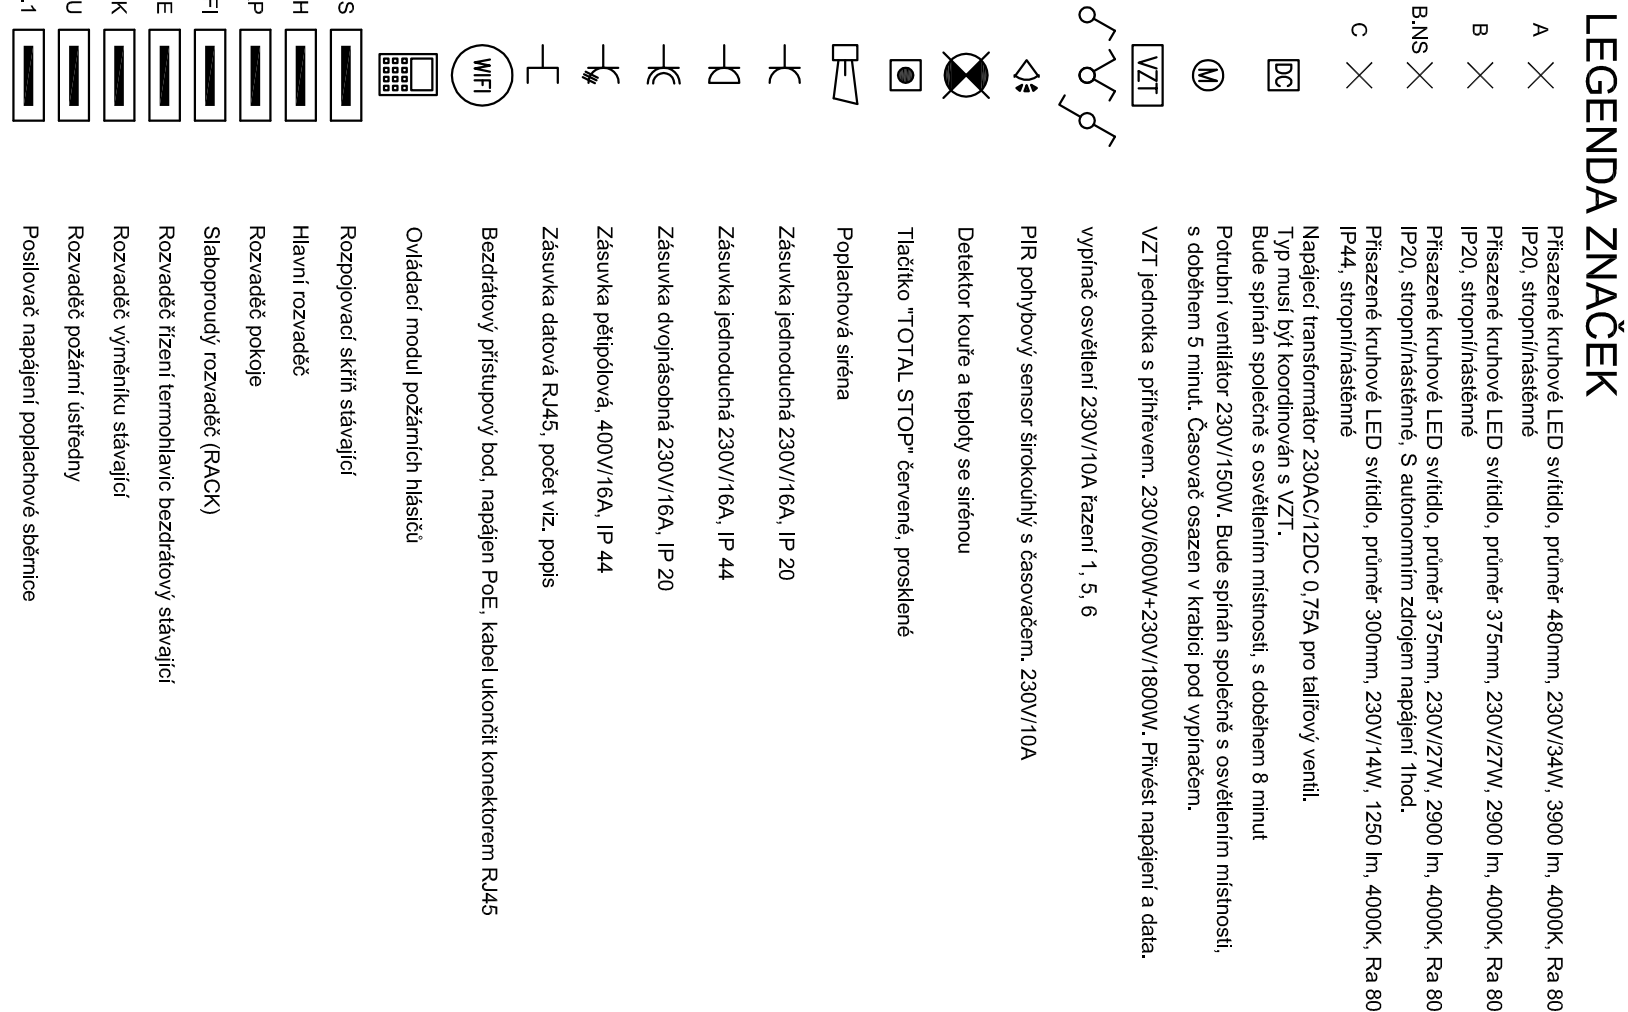 LEGENDA ZNAČEK
A
Přisazené kruhové LED svítidlo, průměr 480mm, 230V/34W, 3900 lm, 4000K, Ra 80
IP20, stropní/nástěnné
B
Přisazené kruhové LED svítidlo, průměr 375mm, 230V/27W, 2900 lm, 4000K, Ra 80
IP20, stropní/nástěnné
B.NS
Přisazené kruhové LED svítidlo, průměr 375mm, 230V/27W, 2900 lm, 4000K, Ra 80
IP20, stropní/nástěnné, S autonomním zdrojem napájení 1hod.
C
Přisazené kruhové LED svítidlo, průměr 300mm, 230V/14W, 1250 lm, 4000K, Ra 80
IP44, stropní/nástěnné
DC
Napájecí transformátor 230AC/12DC 0,75A pro talířový ventil.
Typ musí být koordinován s VZT.
Bude spínán společně s osvětlením místnosti, s doběhem 8 minut
M
Potrubní ventilátor 230V/150W. Bude spínán společně s osvětlením místnosti,
s doběhem 5 minut. Časovač osazen v krabici pod vypínačem.
VZT
VZT jednotka s příhřevem. 230V/600W+230V/1800W. Přivést napájení a data.
vypínač osvětlení 230V/10A řazení 1, 5, 6
PIR pohybový sensor širokoúhlý s časovačem. 230V/10A
Detektor kouře a teploty se sirénou
Tlačítko "TOTAL STOP" červené, prosklené
Poplachová siréna
Zásuvka jednoduchá 230V/16A, IP 20
Zásuvka jednoduchá 230V/16A, IP 44
Zásuvka dvojnásobná 230V/16A, IP 20
Zásuvka pětipólová, 400V/16A, IP 44
Zásuvka datová RJ45, počet viz. popis
WIFI
Bezdrátový přístupový bod, napájen PoE, kabel ukončit konektorem RJ45
Ovládací modul požárních hlásičů
S
Rozpojovací skříň stávající
H
Hlavní rozvaděč
P
Rozvaděč pokoje
FI
Slaboproudý rozvaděč (RACK)
E
Rozvaděč řízení termohlavic bezdrátový stávající
K
Rozvaděč výměníku stávající
U
Rozvaděč požární ústředny
.1
Posilovač napájení poplachové sběrnice